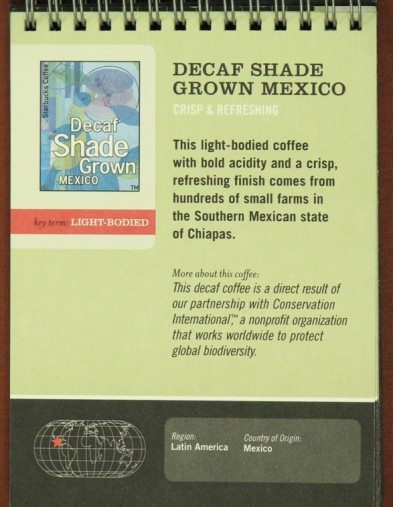 Starbucks Coffee
Decaf
Shade
Grown
MEXICO
TM
key term: LIGHT-BODIED
DECAF SHADE
GROWN MEXICO
CRISP & REFRESHING
This light-bodied coffee
with bold acidity and a crisp,
refreshing finish comes from
hundreds of small farms in
the Southern Mexican state
of Chiapas.
More about this coffee:
This decaf coffee is a direct result of
our partnership with Conservation
International,™ a nonprofit organization
that works worldwide to protect
global biodiversity.
Region:
Latin America
Country of Origin:
Mexico